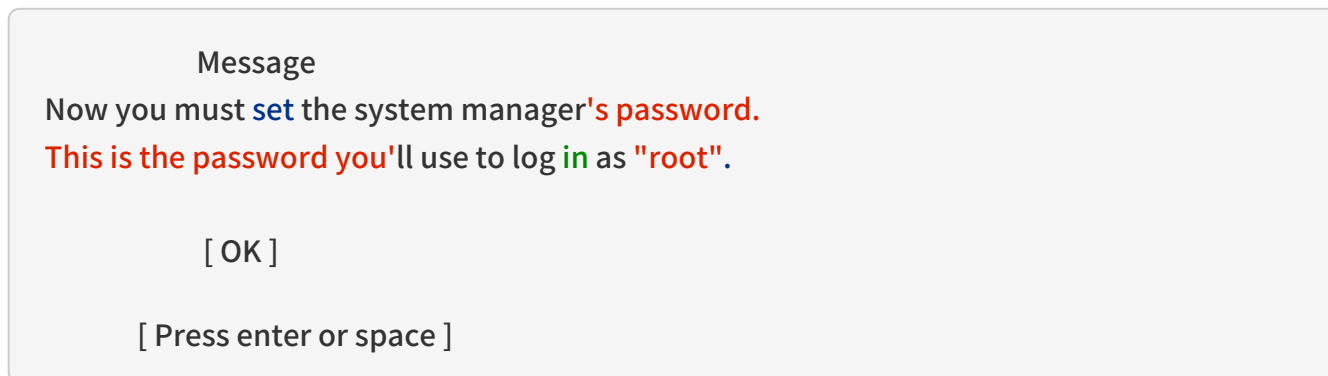 Message
Now you must set the system manager's password.
This is the password you'll use to log in as "root".
[ OK ]
[ Press enter or space ]